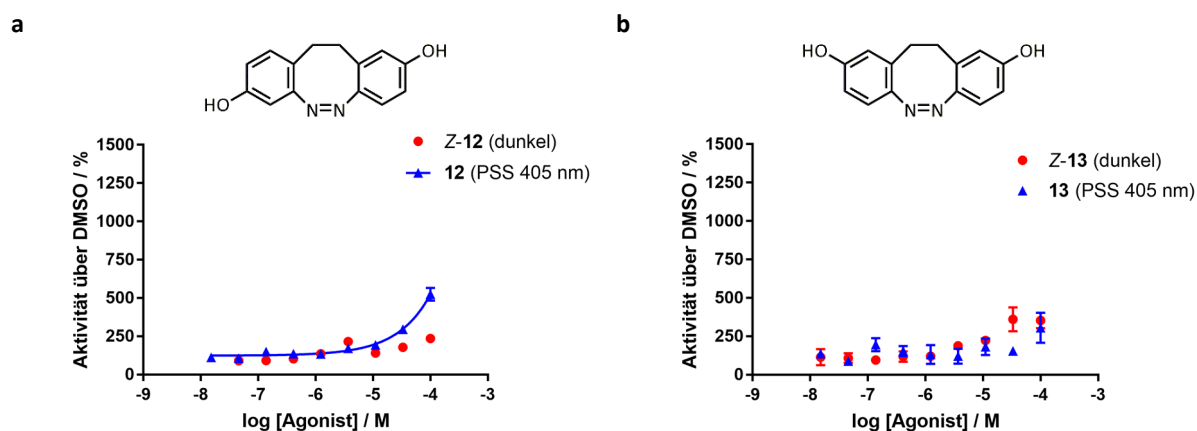 a
OH
HO
N=N
Z-12 (dunkel)
12 (PSS 405 nm)
Aktivität über DMSO / %
1500
1250
1000
750
500
250
0
-9 -8 -7 -6 -5 -4 -3
log [Agonist] / M
b
HO OH
N=N
Z-13 (dunkel)
13 (PSS 405 nm)
Aktivität über DMSO / %
1500
1250
1000
750
500
250
0
-9 -8 -7 -6 -5 -4 -3
log [Agonist] / M